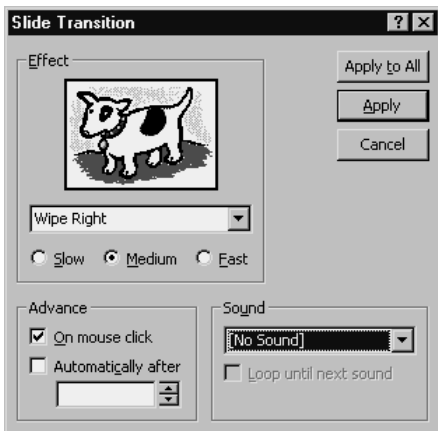 Slide Transition
Effect
Apply to All
Apply
Cancel
Wipe Right
Slow Medium Fast
Advance
On mouse click
Automatically after
Sound
[No Sound]
Loop until next sound